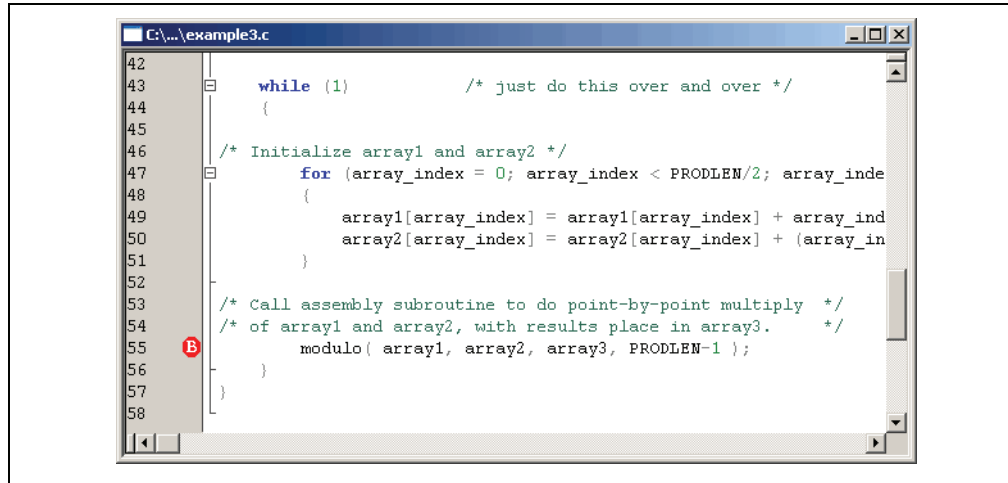 C:\...\example3.c
42
43 while (1) /* just do this over and over */
44 {
45
46 /* Initialize array1 and array2 */
47 for (array_index = 0; array_index < PRODLEN/2; array_inde
48 {
49 array1[array_index] = array1[array_index] + array_ind
50 array2[array_index] = array2[array_index] + (array_in
51 }
52
53 /* Call assembly subroutine to do point-by-point multiply */
54 /* of array1 and array2, with results place in array3. */
55 B modulo( array1, array2, array3, PRODLEN-1 );
56 }
57 }
58